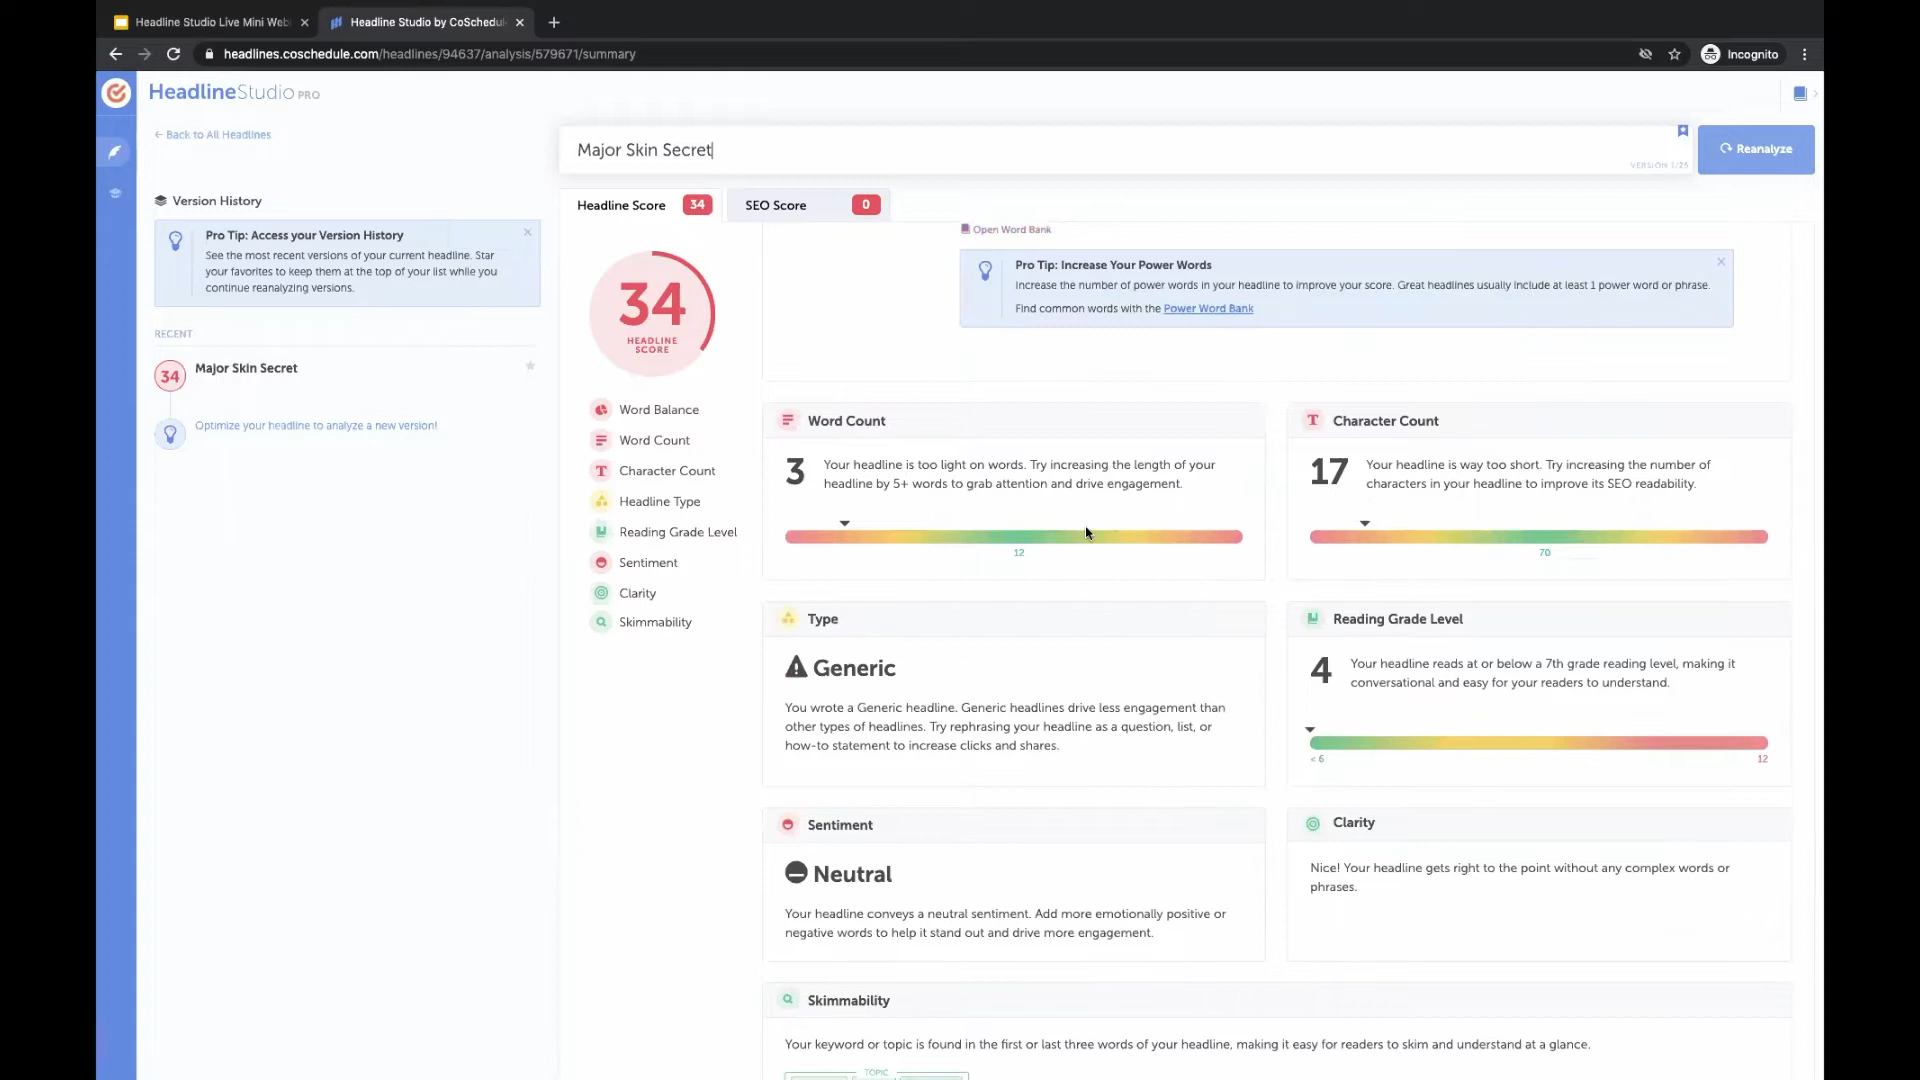 Headline Studio Live Mini Web
Headline Studio by CoSchedul
headlines.coschedule.com/headlines/94637/analysis/579671/summary
Incognito
HeadlineStudio PRO
← Back to All Headlines
Major Skin Secret
VERSION 1/25
Reanalyze
Version History
Headline Score 34
SEO Score 0
Pro Tip: Access your Version History
See the most recent versions of your current headline. Star
your favorites to keep them at the top of your list while you
continue reanalyzing versions.
RECENT
34 Major Skin Secret
Optimize your headline to analyze a new version!
34
HEADLINE
SCORE
Word Balance
Word Count
Character Count
Headline Type
Reading Grade Level
Sentiment
Clarity
Skimmability
Open Word Bank
Pro Tip: Increase Your Power Words
Increase the number of power words in your headline to improve your score. Great headlines usually include at least 1 power word or phrase.
Find common words with the Power Word Bank
Word Count
3
Your headline is too light on words. Try increasing the length of your
headline by 5+ words to grab attention and drive engagement.
12
Character Count
17
Your headline is way too short. Try increasing the number of
characters in your headline to improve its SEO readability.
70
Type
Generic
You wrote a Generic headline. Generic headlines drive less engagement than
other types of headlines. Try rephrasing your headline as a question, list, or
how-to statement to increase clicks and shares.
Reading Grade Level
4
Your headline reads at or below a 7th grade reading level, making it
conversational and easy for your readers to understand.
< 6
12
Sentiment
Neutral
Your headline conveys a neutral sentiment. Add more emotionally positive or
negative words to help it stand out and drive more engagement.
Clarity
Nice! Your headline gets right to the point without any complex words or
phrases.
Skimmability
Your keyword or topic is found in the first or last three words of your headline, making it easy for readers to skim and understand at a glance.
TOPIC